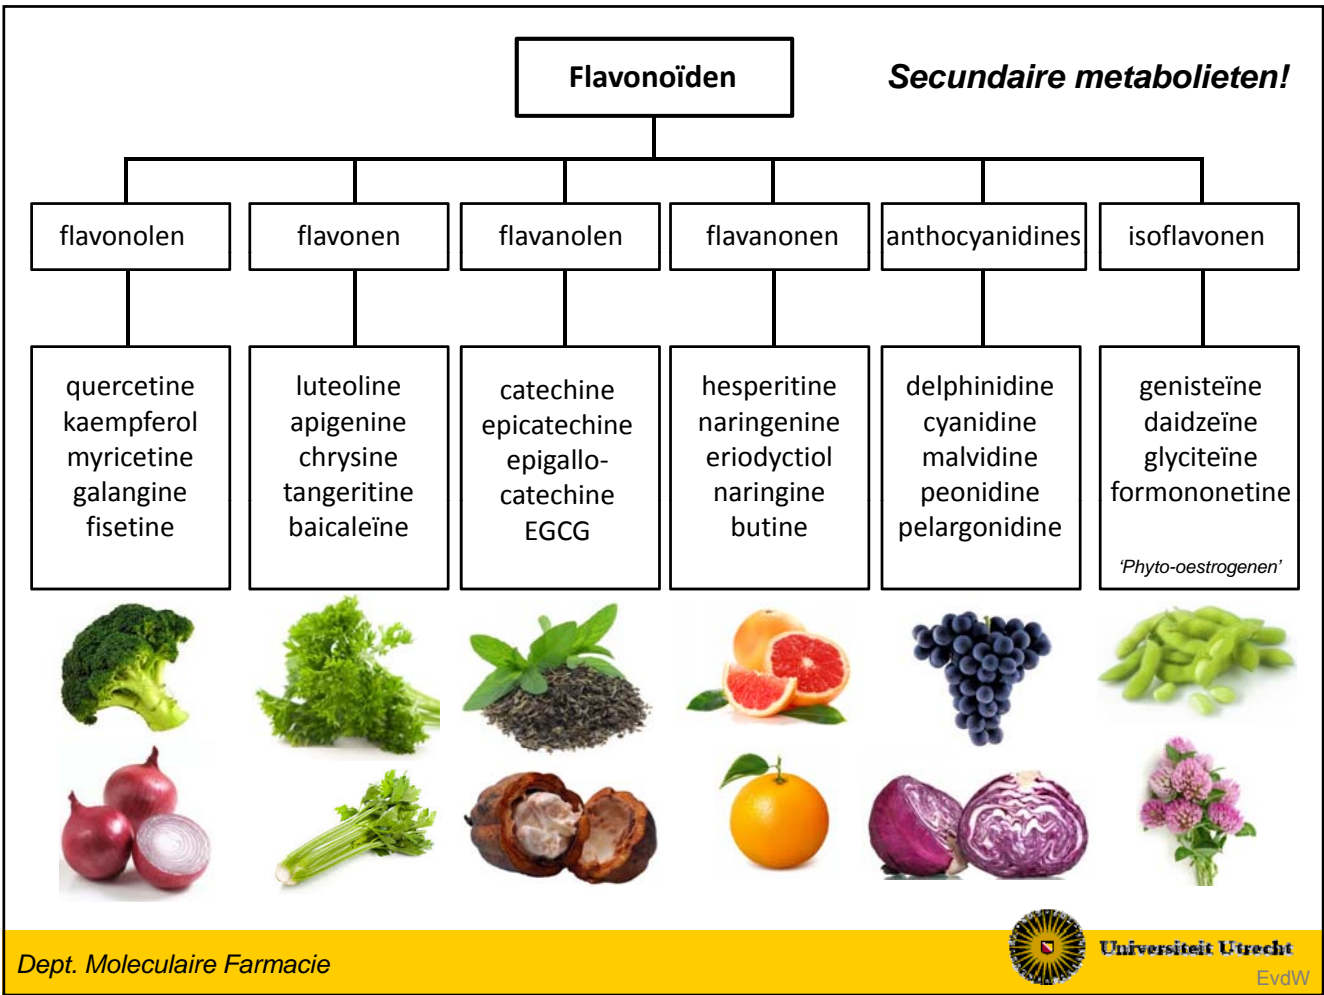 Flavonoïden
Secundaire metabolieten!
flavonolen
flavonen
flavanolen
flavanonen
anthocyanidines
isoflavonen
quercetine
kaempferol
myricetine
galangine
fisetine
luteoline
apigenine
chrysine
tangeritine
baicaleïne
catechine
epicatechine
epigallo-
catechine
EGCG
hesperitine
naringenine
eriodyctiol
naringine
butine
delphinidine
cyanidine
malvidine
peonidine
pelargonidine
genisteïne
daidzeïne
glyciteïne
formononetine
‘Phyto-oestrogenen’
Dept. Moleculaire Farmacie
Universiteit Utrecht
EvdW